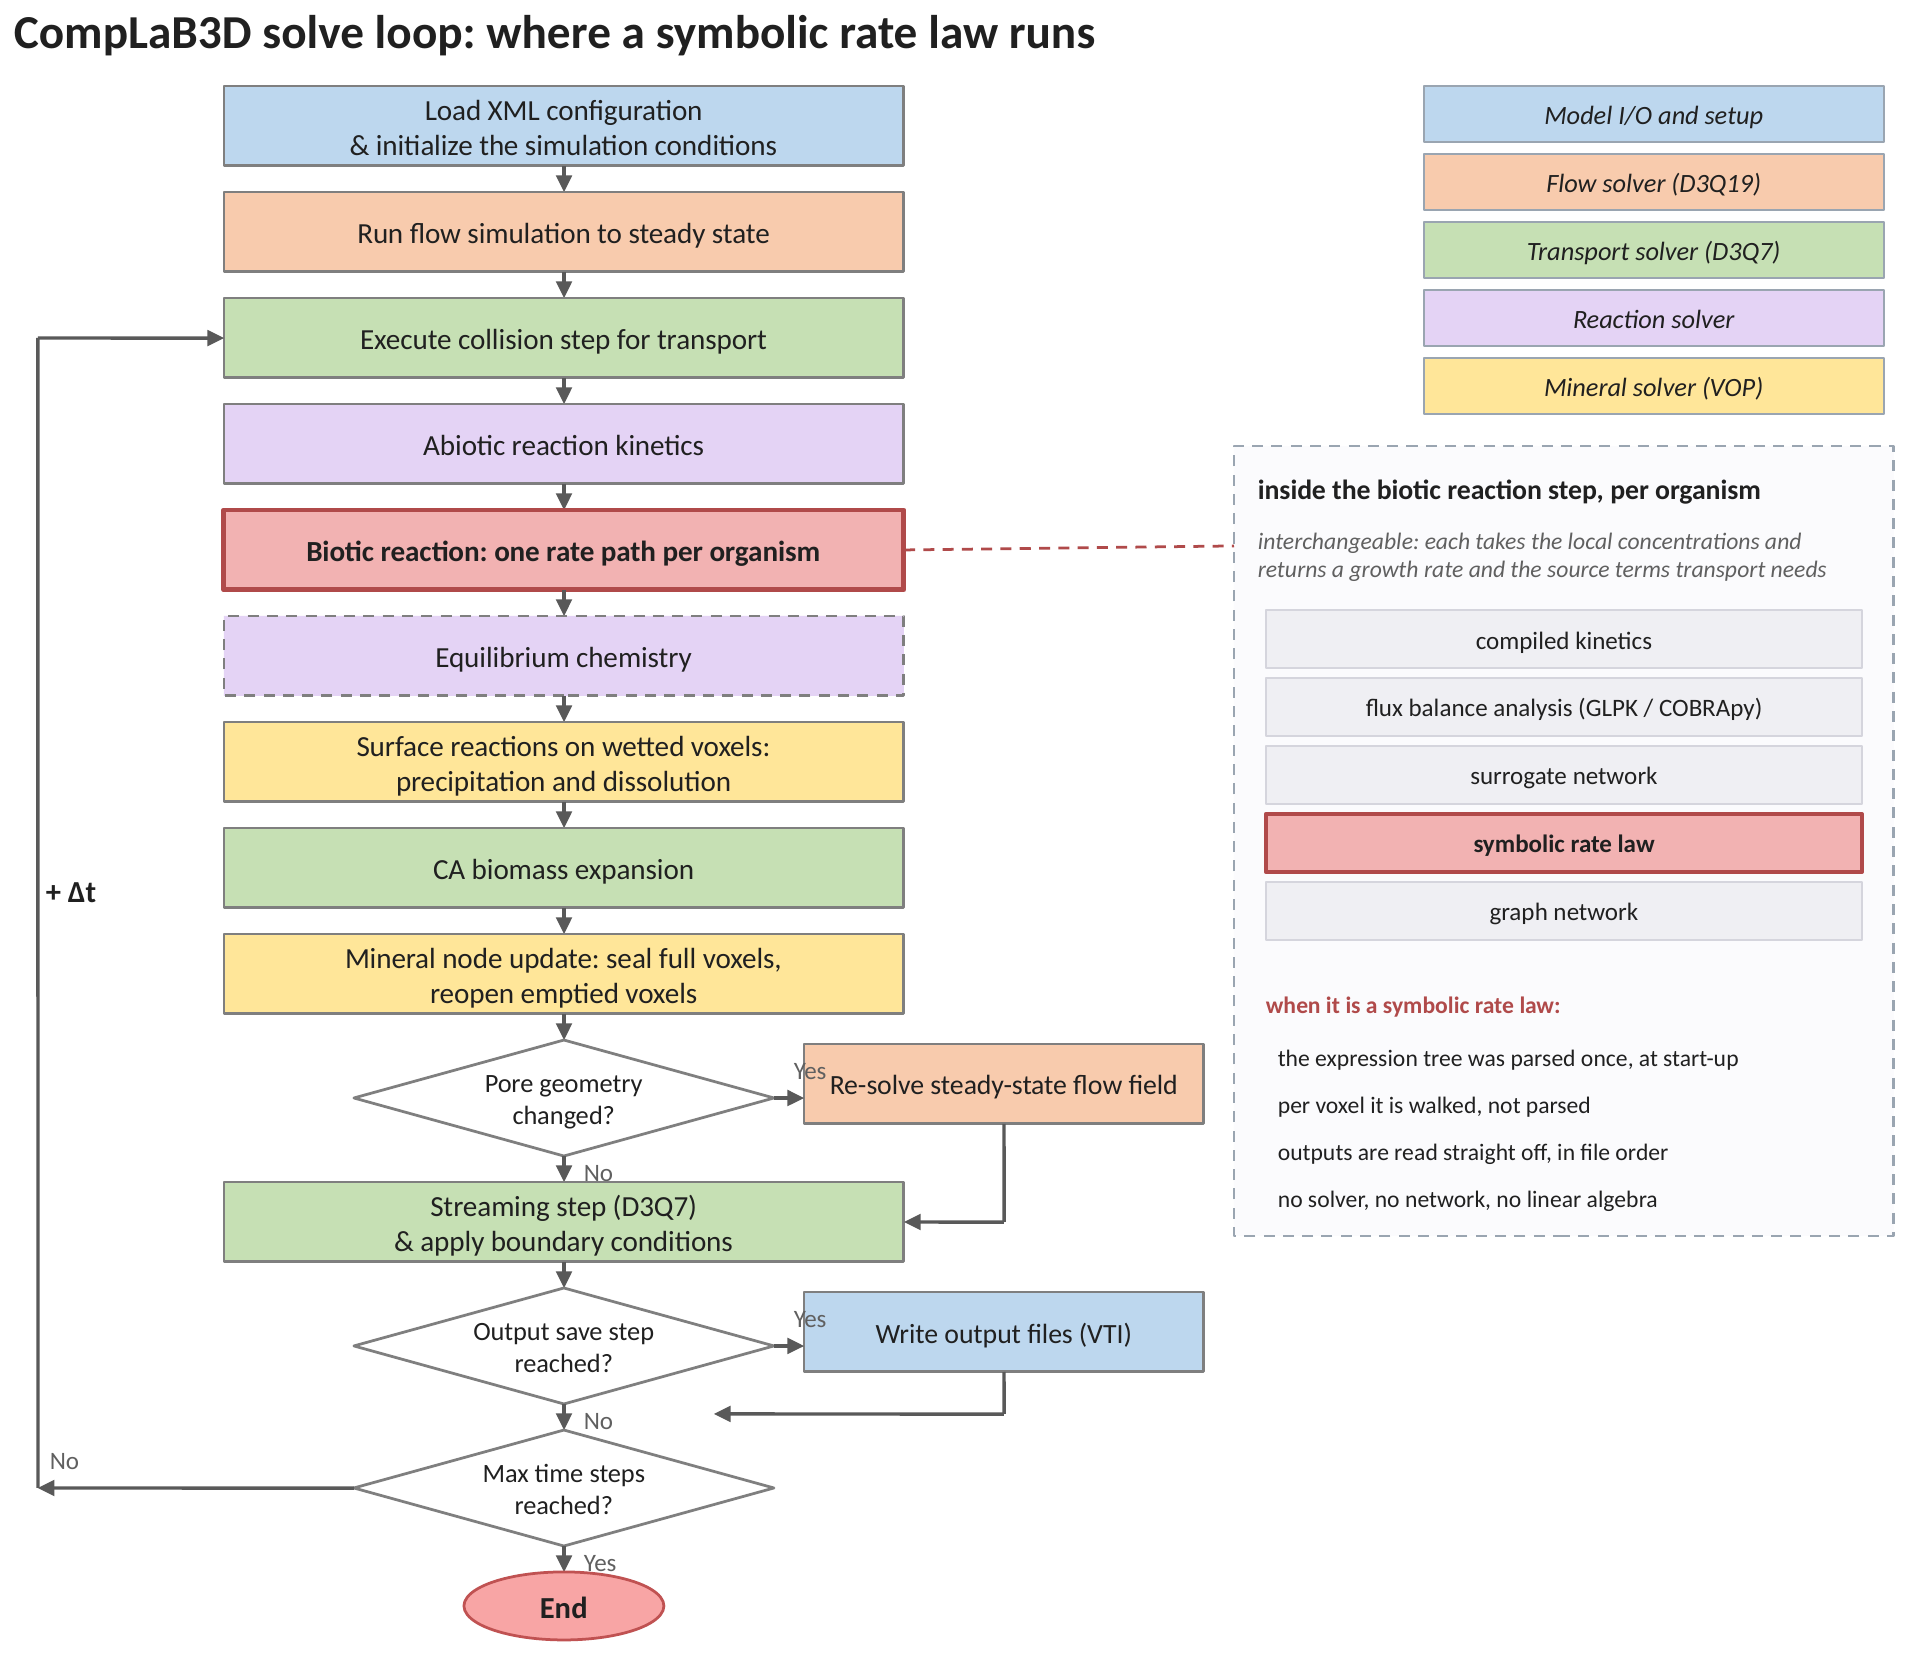 CompLaB3D solve loop: where a symbolic rate law runs
Load XML configuration
& initialize the simulation conditions
Run flow simulation to steady state
Execute collision step for transport
Abiotic reaction kinetics
Biotic reaction: one rate path per organism
Equilibrium chemistry
Surface reactions on wetted voxels:
precipitation and dissolution
CA biomass expansion
+ Δt
Mineral node update: seal full voxels,
reopen emptied voxels
Pore geometry
changed?
Yes
Re-solve steady-state flow field
No
Streaming step (D3Q7)
& apply boundary conditions
Output save step
reached?
Yes
Write output files (VTI)
No
Max time steps
reached?
No
Yes
End
Model I/O and setup
Flow solver (D3Q19)
Transport solver (D3Q7)
Reaction solver
Mineral solver (VOP)
inside the biotic reaction step, per organism
interchangeable: each takes the local concentrations and
returns a growth rate and the source terms transport needs
compiled kinetics
flux balance analysis (GLPK / COBRApy)
surrogate network
symbolic rate law
graph network
when it is a symbolic rate law:
the expression tree was parsed once, at start-up
per voxel it is walked, not parsed
outputs are read straight off, in file order
no solver, no network, no linear algebra